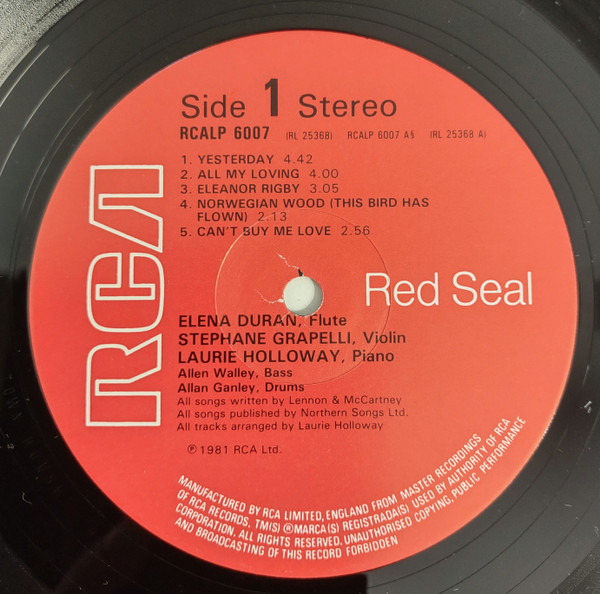 Side 1 Stereo
RCALP 6007 (RL 25368) RCALP 6007 A§ (RL 25368 A)
1. YESTERDAY 4.42
2. ALL MY LOVING 4.00
3. ELEANOR RIGBY 3.05
4. NORWEGIAN WOOD (THIS BIRD HAS
FLOWN) 2.13
5. CAN'T BUY ME LOVE 2.56
RCA
Red Seal
ELENA DURAN, Flute
STEPHANE GRAPELLI, Violin
LAURIE HOLLOWAY, Piano
Allen Walley, Bass
Allan Ganley, Drums
All songs written by Lennon & McCartney
All songs published by Northern Songs Ltd.
All tracks arranged by Laurie Holloway
℗ 1981 RCA Ltd.
MANUFACTURED BY RCA LIMITED, ENGLAND FROM MASTER RECORDINGS
OF RCA RECORDS, TM(S) ® MARCA(S) REGISTRADA(S) USED BY AUTHORITY OF RCA
CORPORATION. ALL RIGHTS RESERVED. UNAUTHORISED COPYING, PUBLIC PERFORMANCE
AND BROADCASTING OF THIS RECORD FORBIDDEN